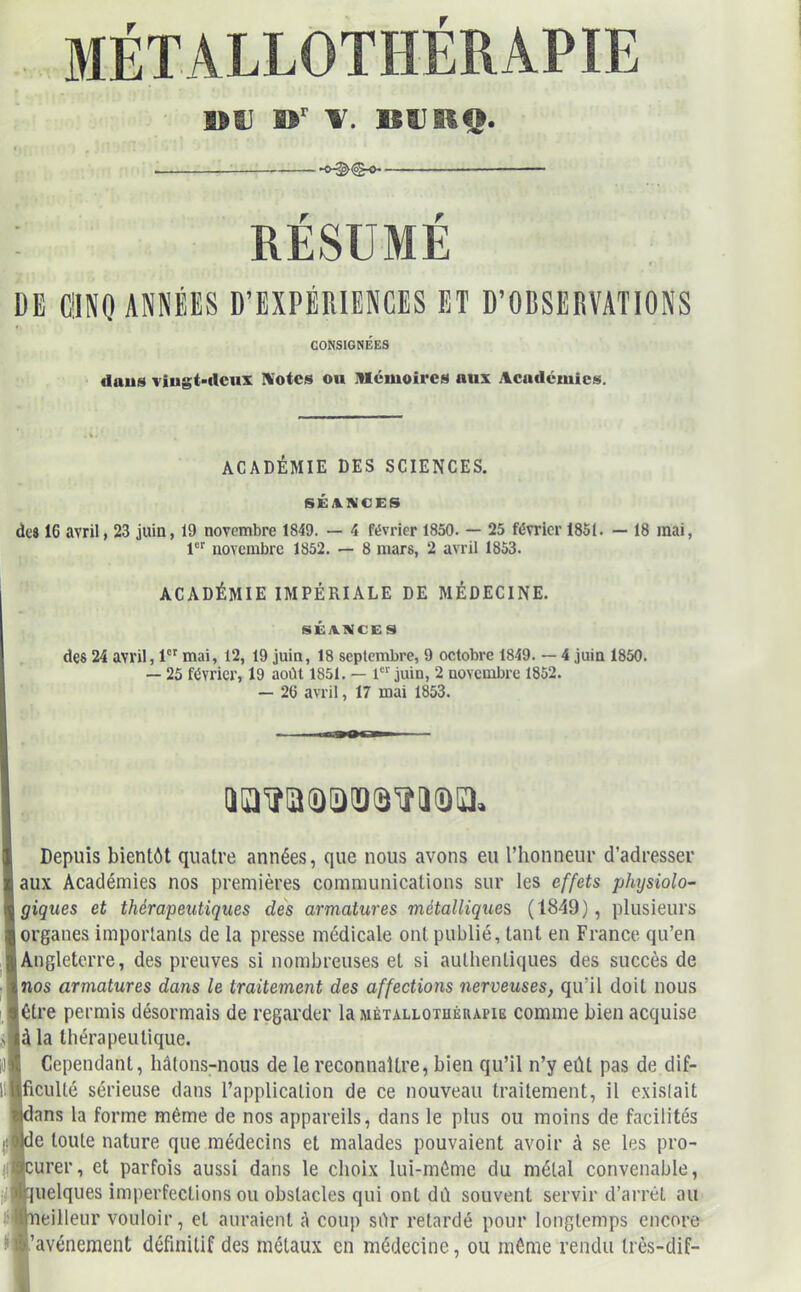 MÉTALLOTHÉRAPIE
DU Dr V. BURQ.
RÉSUMÉ
DE CINQ ANNÉES D'EXPÉRIENCES ET D'OBSERVATIONS
CONSIGNÉES
dans vingt-deux Notes ou Mémoires aux Académies.
ACADÉMIE DES SCIENCES.
SÉANCES
des 16 avril, 23 juin, 19 novembre 1849. — 4 février 1850. — 25 février 1851. — 18 mai,
1er novembre 1852. — 8 mars, 2 avril 1853.
ACADÉMIE IMPÉRIALE DE MÉDECINE.
SÉANCES
des 24 avril, 1er mai, 12, 19 juin, 18 septembre, 9 octobre 1849. — 4 juin 1850.
— 25 février, 19 août 1851. — 1er juin, 2 novembre 1852.
— 26 avril, 17 mai 1853.
INTRODUCTION.
Depuis bientôt quatre années, que nous avons eu l'honneur d'adresser
aux Académies nos premières communications sur les effets physiolo-
giques et thérapeutiques des armatures métalliques (1849), plusieurs
organes importants de la presse médicale ont publié, tant en France qu'en
Angleterre, des preuves si nombreuses et si authentiques des succès de
nos armatures dans le traitement des affections nerveuses, qu'il doit nous
être permis désormais de regarder la MÉTALLOTHÉRAPIE comme bien acquise
à la thérapeutique.
Cependant, hâtons-nous de le reconnaître, bien qu'il n'y eût pas de dif-
ficulté sérieuse dans l'application de ce nouveau traitement, il existait
dans la forme même de nos appareils, dans le plus ou moins de facilités
de toute nature que médecins et malades pouvaient avoir à se les pro-
curer, et parfois aussi dans le choix lui-même du métal convenable,
quelques imperfections ou obstacles qui ont dû souvent servir d'arrêt au
meilleur vouloir, et auraient à coup sûr retardé pour longtemps encore
l'avénement définitif des métaux en médecine, ou même rendu très-dif-